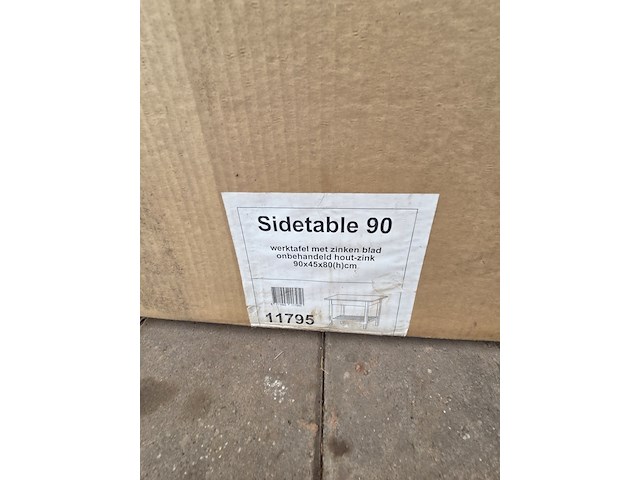 Sidetable 90
werktafel met zinken blad
onbehandeld hout-zink
90x45x80(h)cm
11795